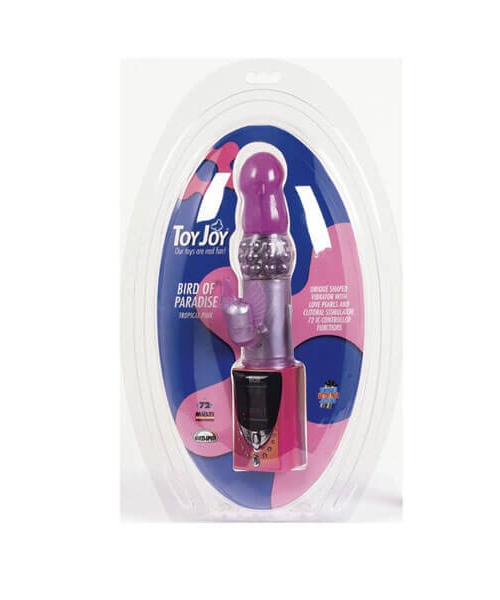 TOYJOY
Our toys are real fun!
BIRD OF
PARADISE
TROPICAL PINK
UNIQUE SHAPED
VIBRATOR WITH
LOVE PEARLS AND
CLITORAL STIMULATOR
72 IC-CONTROLLED
FUNCTIONS
72